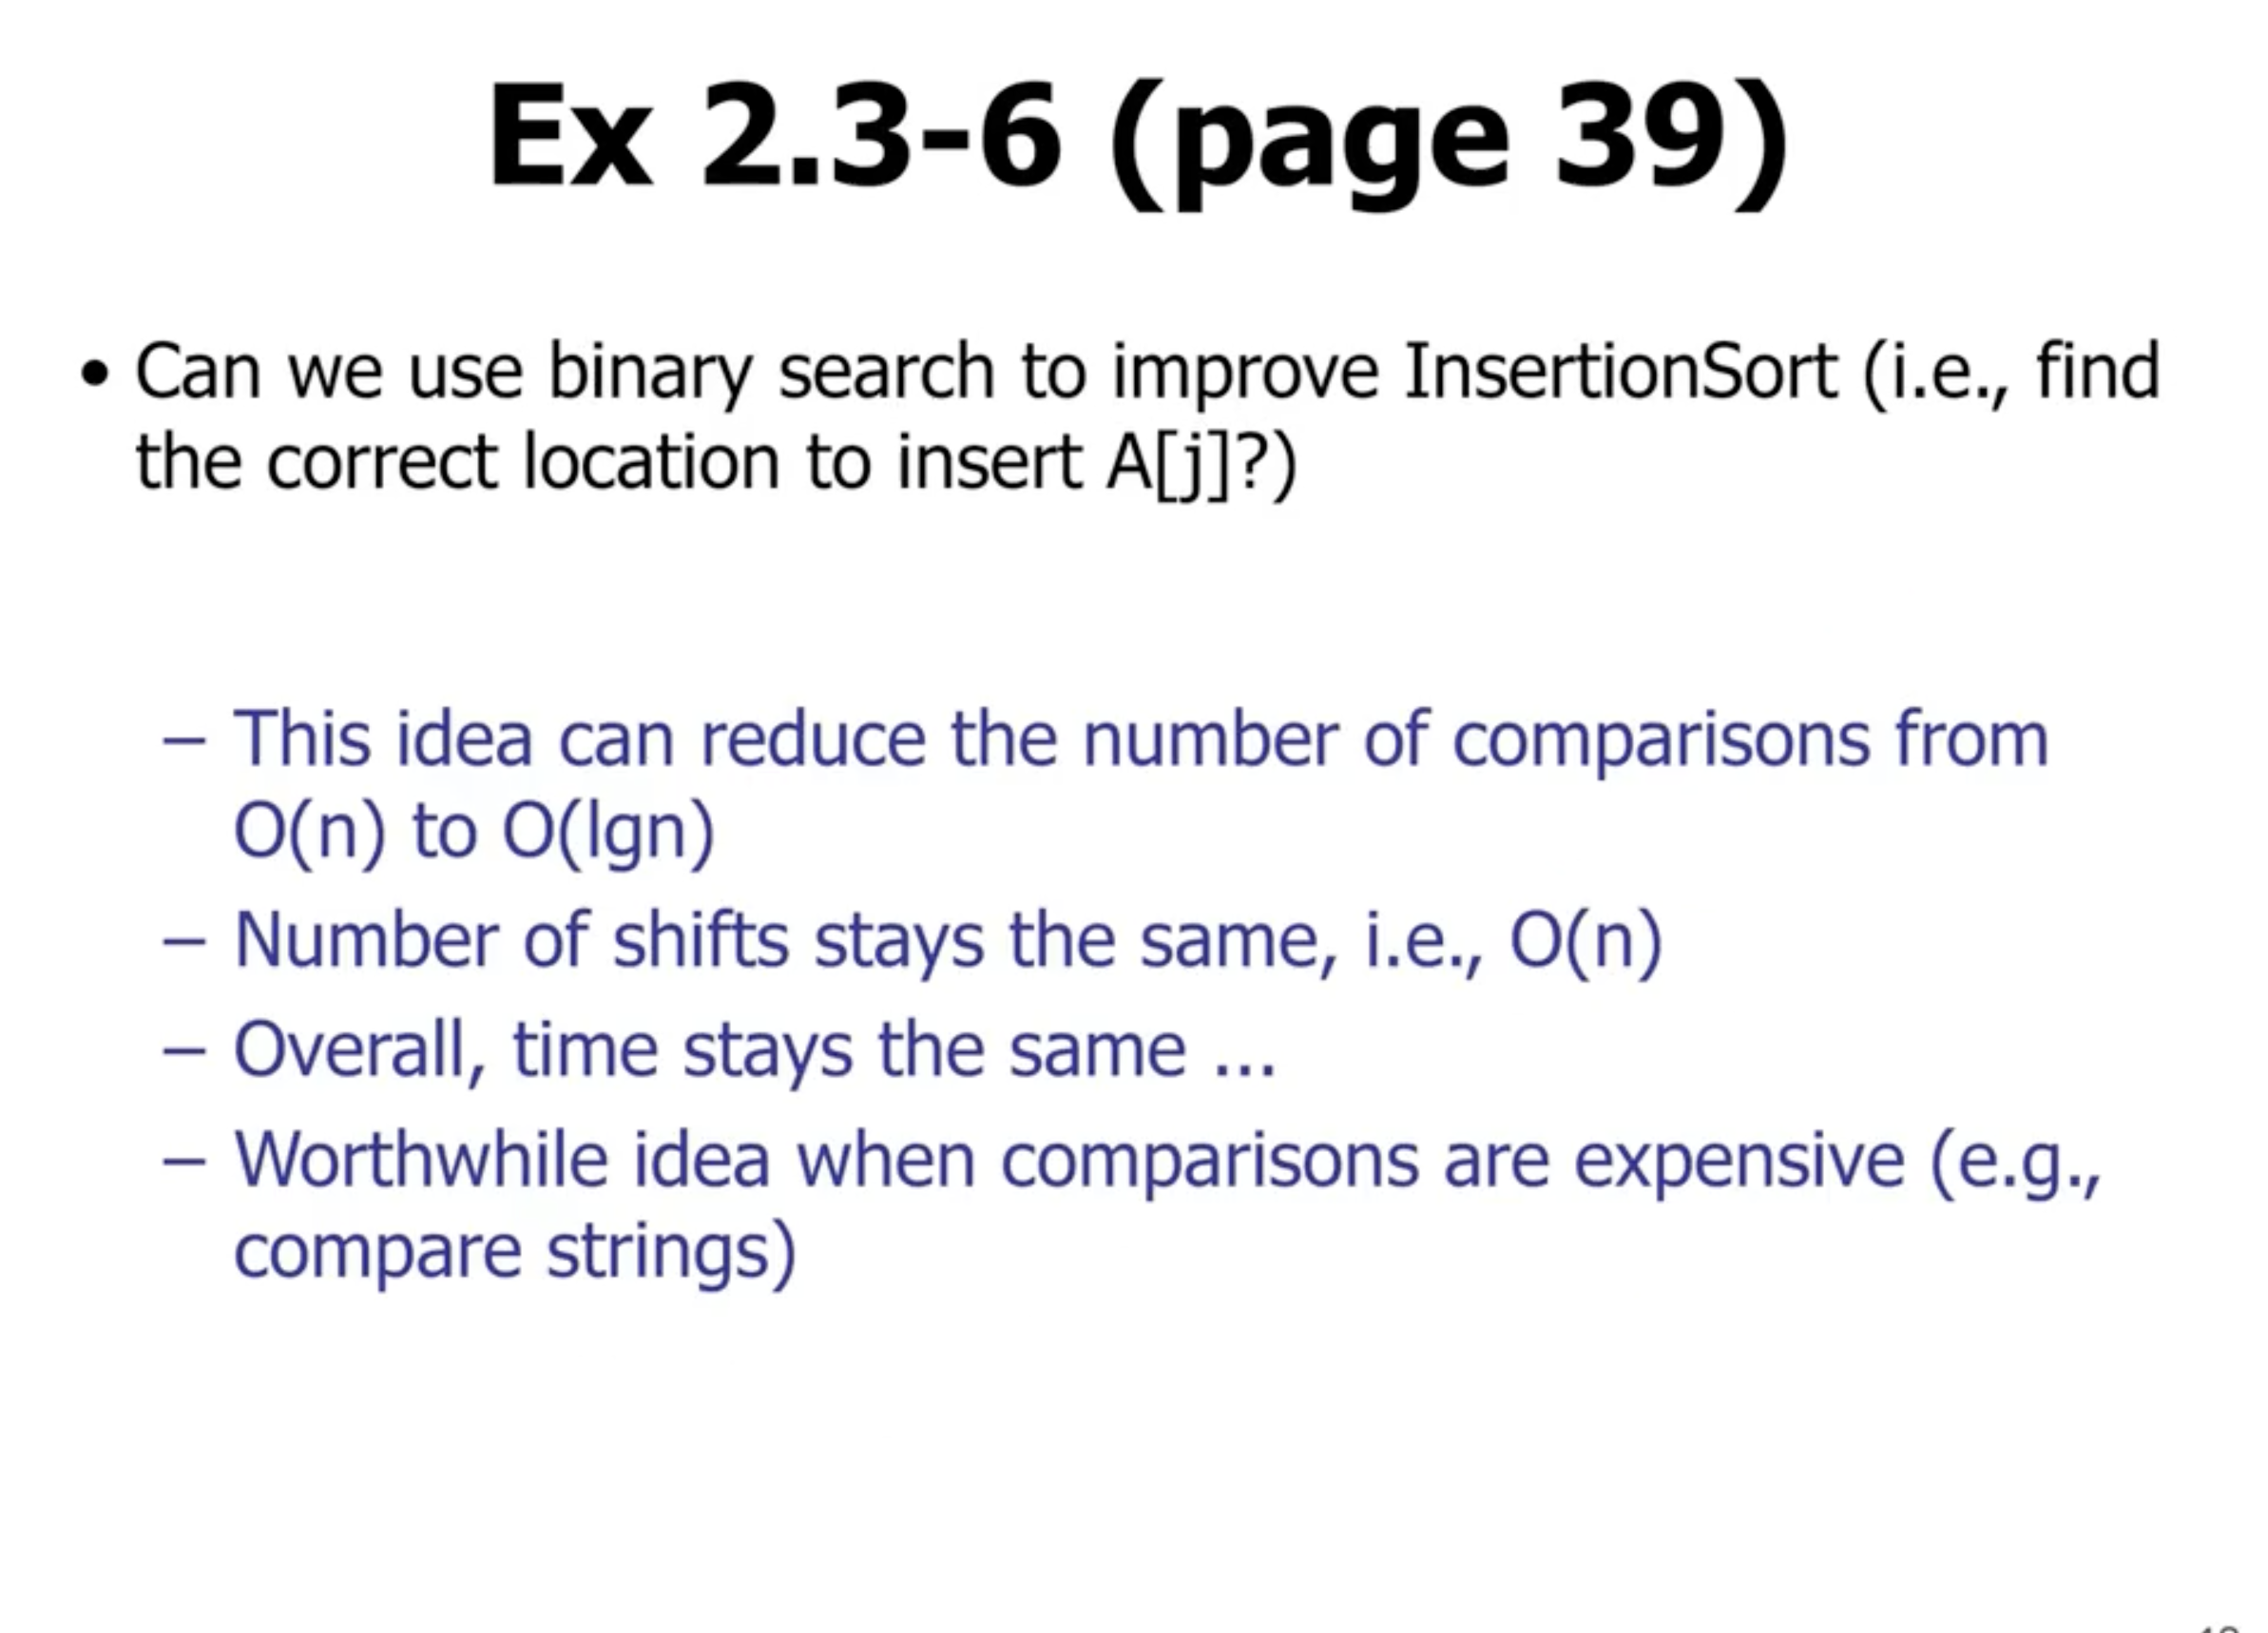 Ex 2.3-6 (page 39)
• Can we use binary search to improve InsertionSort (i.e., find
the correct location to insert A[j]?)
– This idea can reduce the number of comparisons from
O(n) to O(lgn)
– Number of shifts stays the same, i.e., O(n)
– Overall, time stays the same ...
– Worthwhile idea when comparisons are expensive (e.g.,
compare strings)